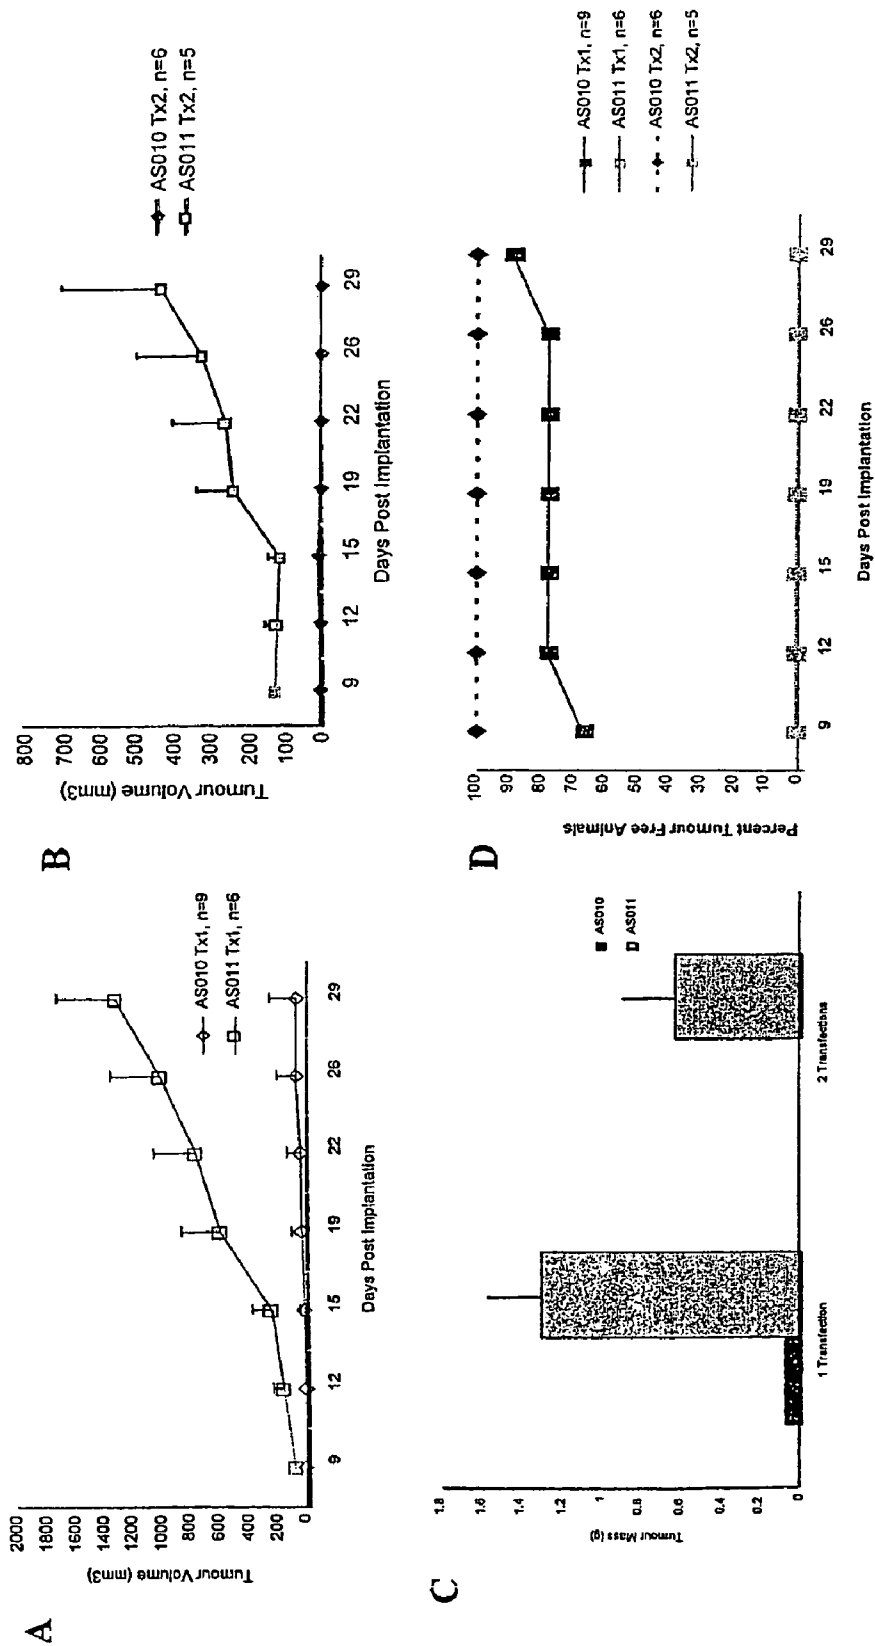 A
Tumour Volume (mm3)
2000
1800
1600
1400
1200
1000
800
600
400
200
0
9 12 15 19 22 26 29
Days Post Implantation
AS010 Tx1, n=9
AS011 Tx1, n=6
B
Tumour Volume (mm3)
800
700
600
500
400
300
200
100
0
9 12 15 19 22 26 29
Days Post Implantation
AS010 Tx2, n=6
AS011 Tx2, n=5
C
Tumour Mass (g)
1.8
1.6
1.4
1.2
1
0.8
0.6
0.4
0.2
0
1 Transfection 2 Transfections
AS010
AS011
D
Percent Tumour Free Animals
100
90
80
70
60
50
40
30
20
10
0
9 12 15 19 22 26 29
Days Post Implantation
AS010 Tx1, n=9
AS011 Tx1, n=6
AS010 Tx2, n=6
AS011 Tx2, n=5